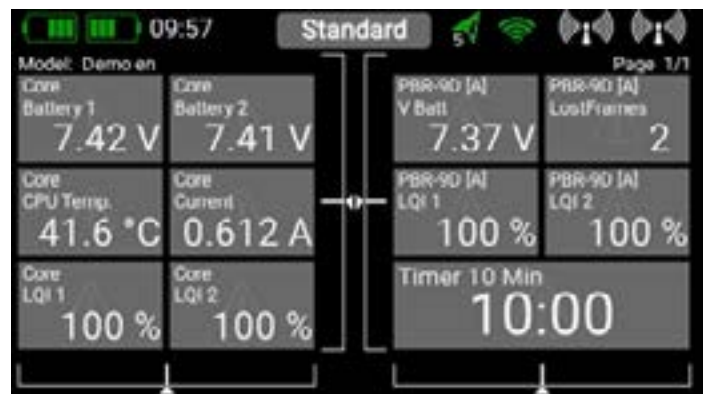 09:57 Standard 5
Model: Demo en
Page 1/1
Core
Battery 1
7.42 V
Core
Battery 2
7.41 V
PBR-9D [A]
V Batt
7.37 V
PBR-9D [A]
LostFrames
2
Core
CPU Temp.
41.6 °C
Core
Current
0.612 A
PBR-9D [A]
LQI 1
100 %
PBR-9D [A]
LQI 2
100 %
Core
LQI 1
100 %
Core
LQI 2
100 %
Timer 10 Min
10:00